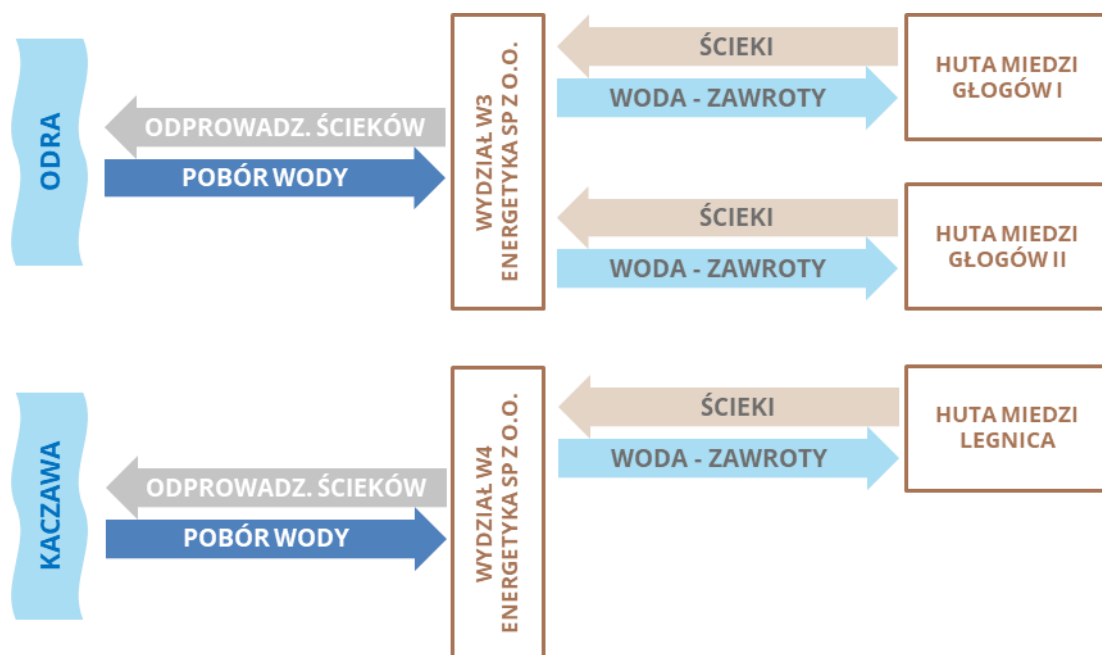 ODRA
ODPROWADZ. ŚCIEKÓW
POBÓR WODY
WYDZIAŁ W3
ENERGETYKA SP Z O.O.
ŚCIEKI
WODA - ZAWROTY
HUTA MIEDZI
GŁOGÓW I
ŚCIEKI
WODA - ZAWROTY
HUTA MIEDZI
GŁOGÓW II
KACZAWA
ODPROWADZ. ŚCIEKÓW
POBÓR WODY
WYDZIAŁ W4
ENERGETYKA SP Z O.O.
ŚCIEKI
WODA - ZAWROTY
HUTA MIEDZI
LEGNICA